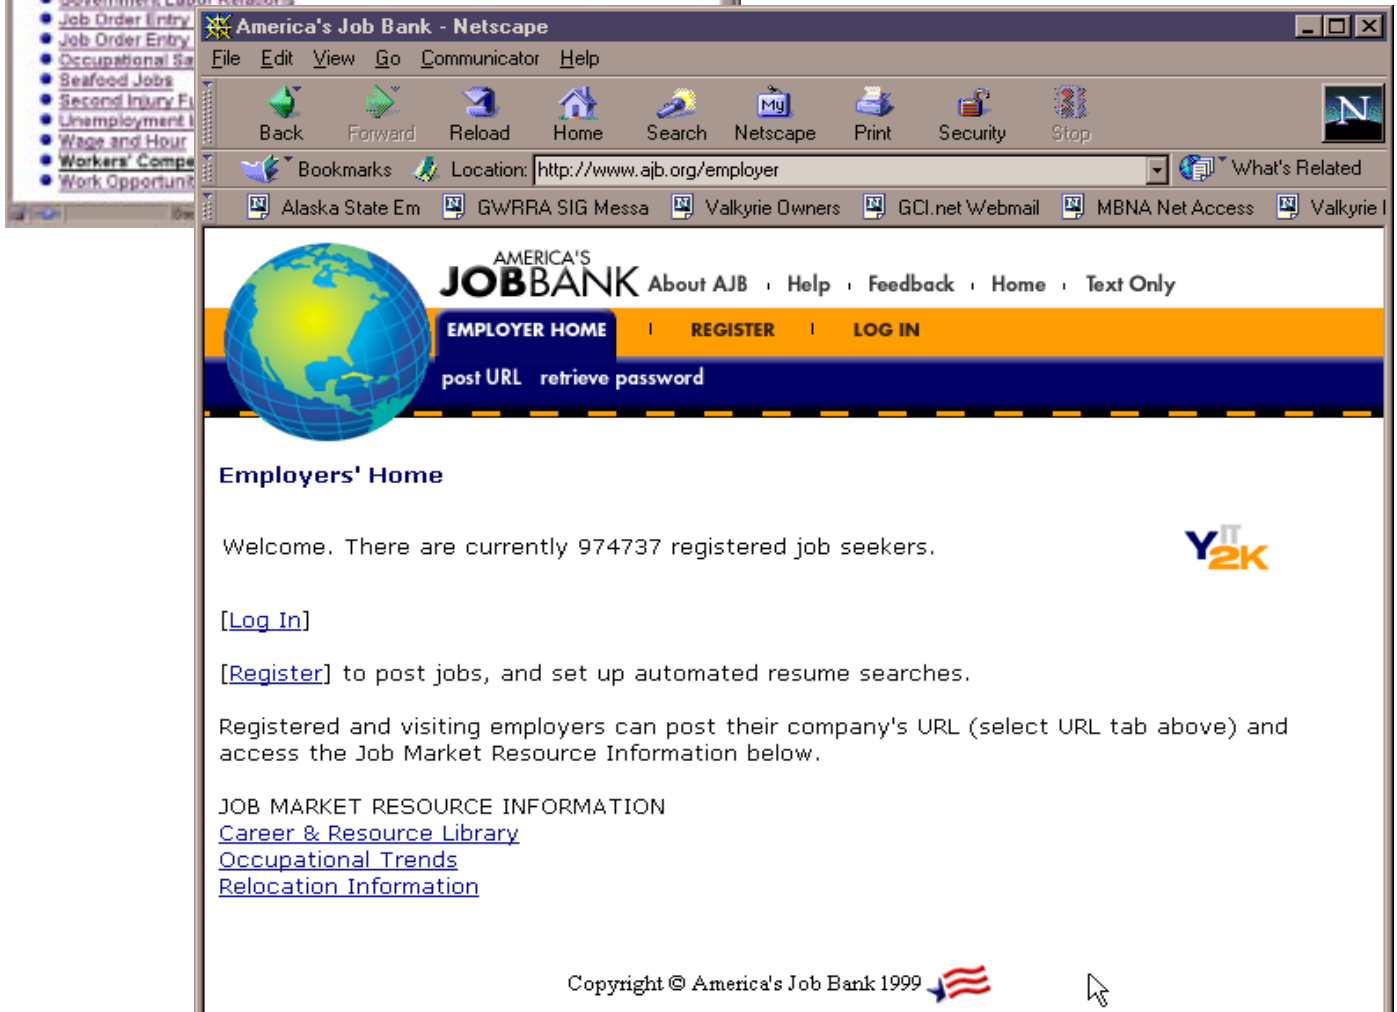 Government Labor Relations
Job Order Entry
Job Order Entry
Occupational Sa
Seafood Jobs
Second Injury Fu
Unemployment I
Wage and Hour
Workers' Compe
Work Opportunit
America's Job Bank - Netscape
File Edit View Go Communicator Help
Back Forward Reload Home Search Netscape Print Security Stop
My
N
Bookmarks Location: http://www.ajb.org/employer What's Related
Alaska State Em GWRRA SIG Messa Valkyrie Owners GCI.net Webmail MBNA Net Access Valkyrie I
AMERICA'S
JOBBANK About AJB Help Feedback Home Text Only
EMPLOYER HOME REGISTER LOG IN
post URL retrieve password
Employers' Home
Welcome. There are currently 974737 registered job seekers.
IT
Y2K
[Log In]
[Register] to post jobs, and set up automated resume searches.
Registered and visiting employers can post their company's URL (select URL tab above) and
access the Job Market Resource Information below.
JOB MARKET RESOURCE INFORMATION
Career & Resource Library
Occupational Trends
Relocation Information
Copyright © America's Job Bank 1999